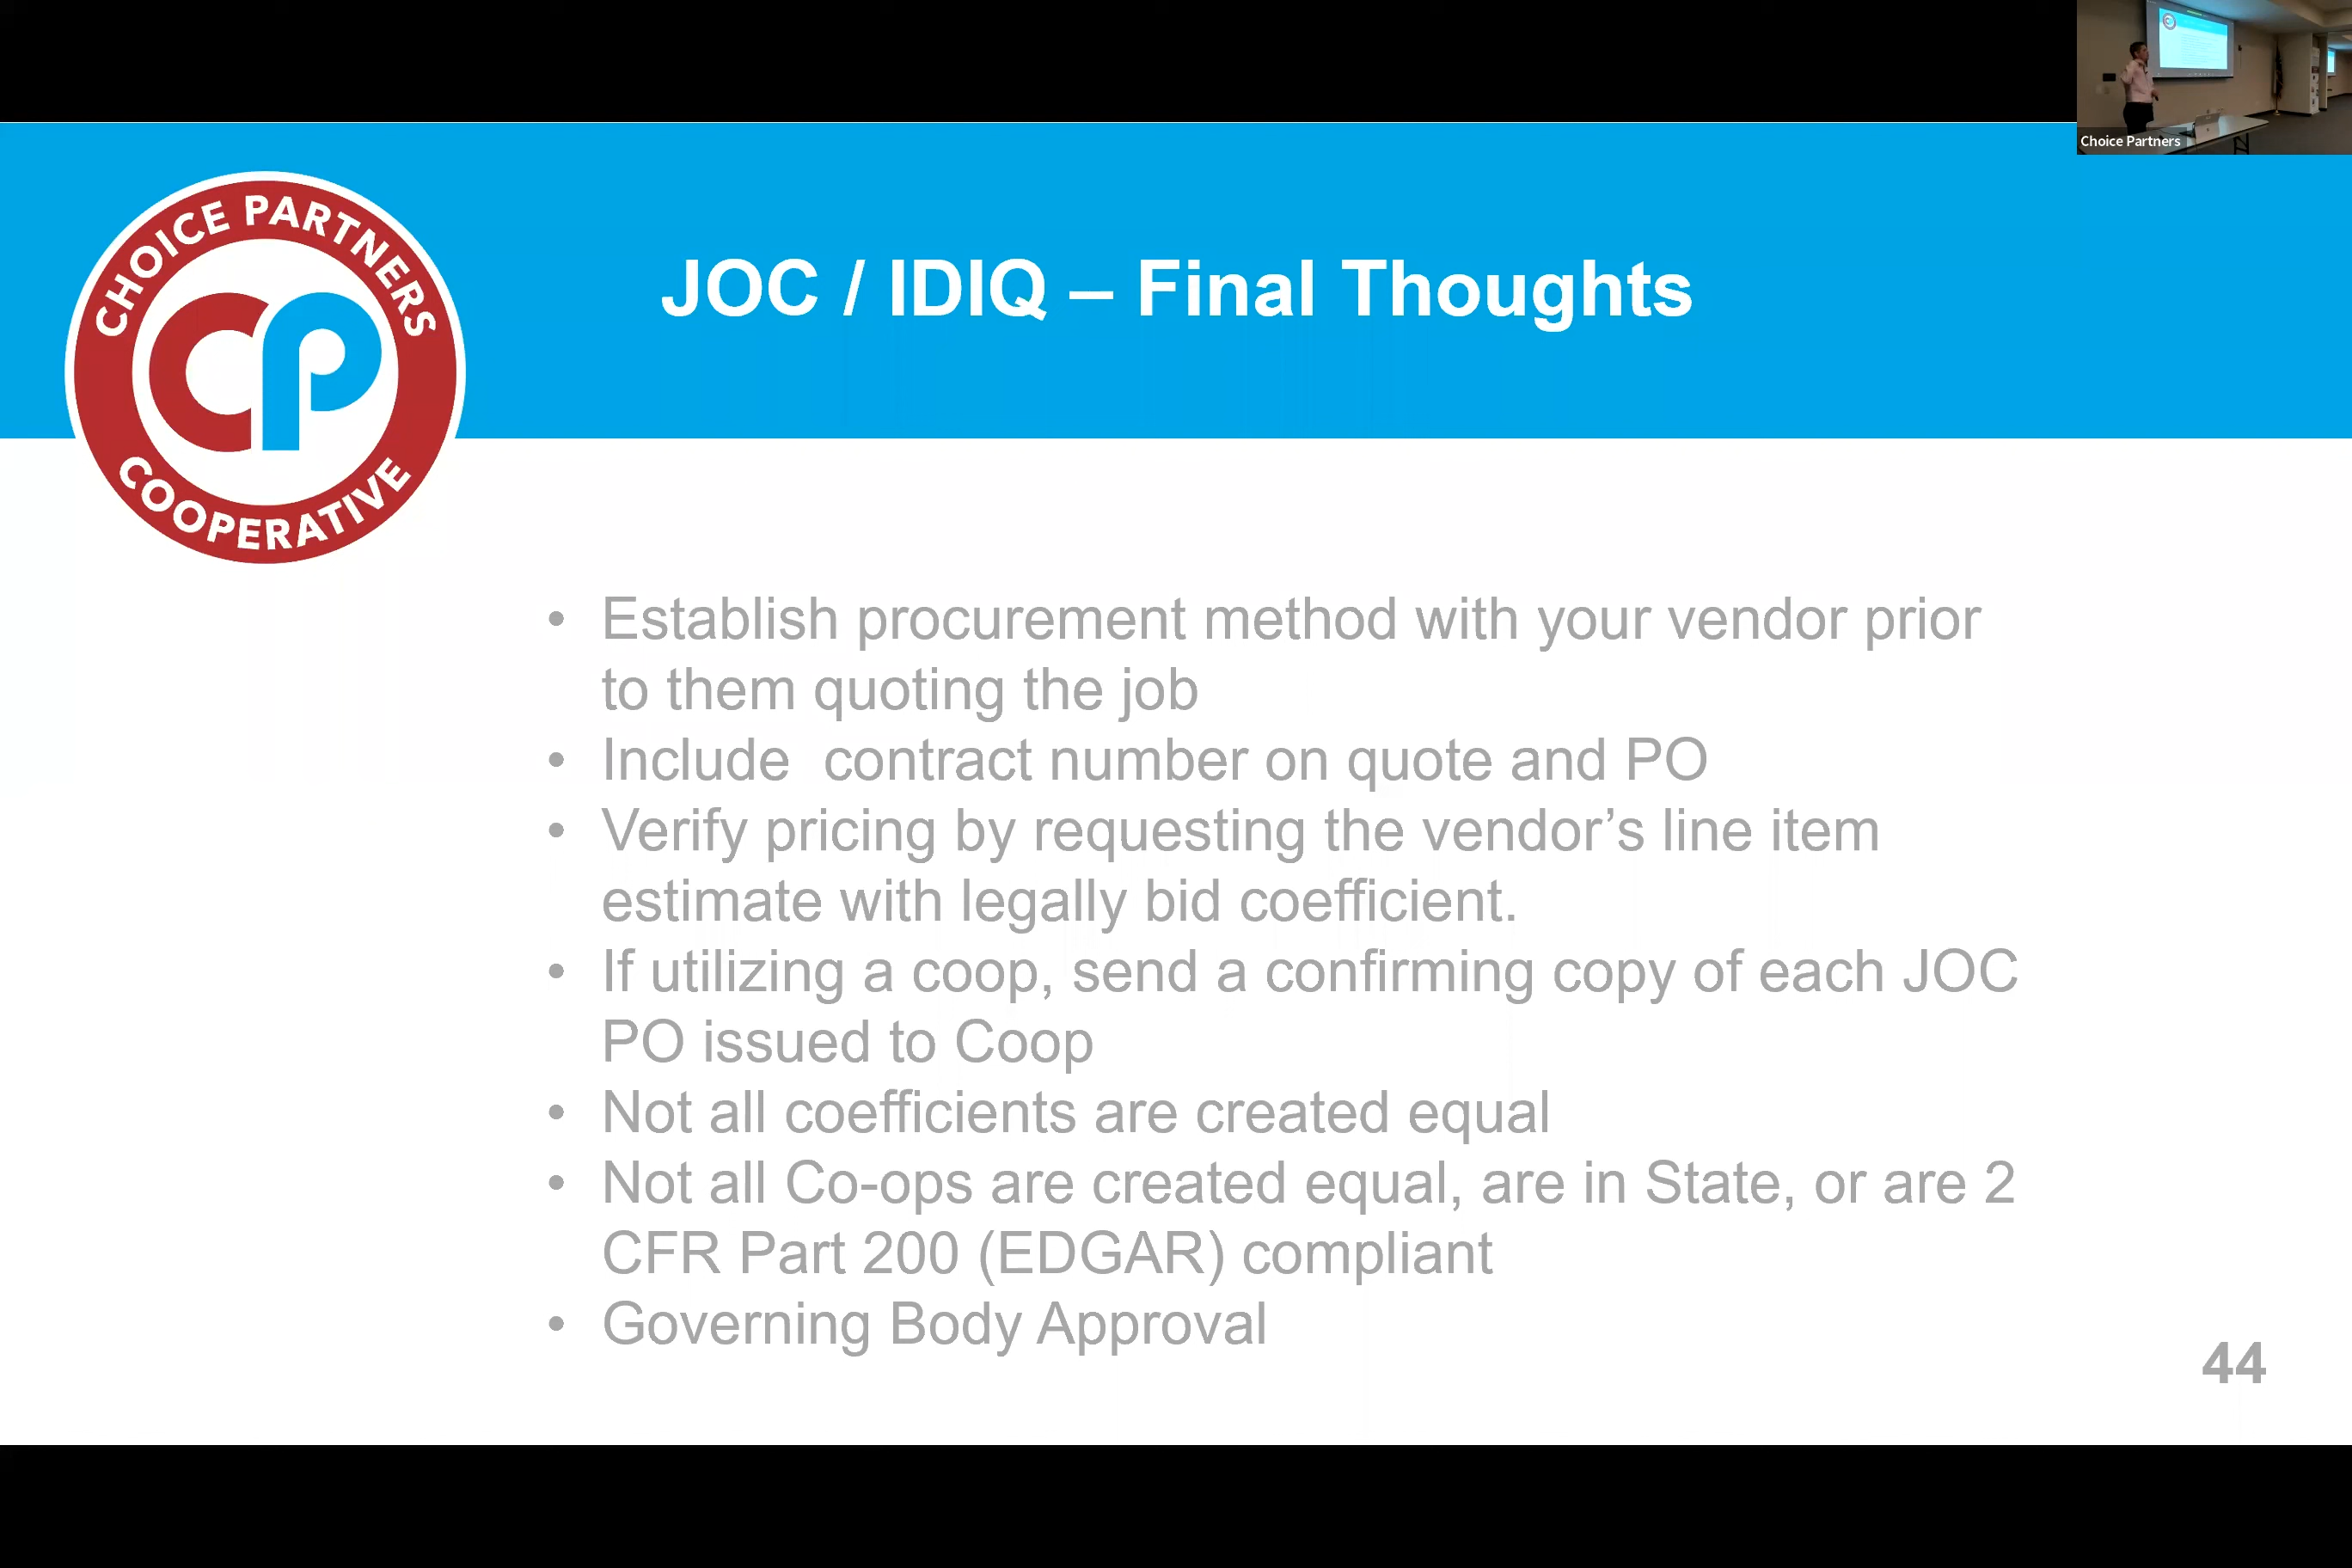 Choice Partners
CHOICE PARTNERS
CP
COOPERATIVE
JOC / IDIQ – Final Thoughts
• Establish procurement method with your vendor prior
to them quoting the job
• Include  contract number on quote and PO
• Verify pricing by requesting the vendor’s line item
estimate with legally bid coefficient.
• If utilizing a coop, send a confirming copy of each JOC
PO issued to Coop
• Not all coefficients are created equal
• Not all Co-ops are created equal, are in State, or are 2
CFR Part 200 (EDGAR) compliant
• Governing Body Approval
44